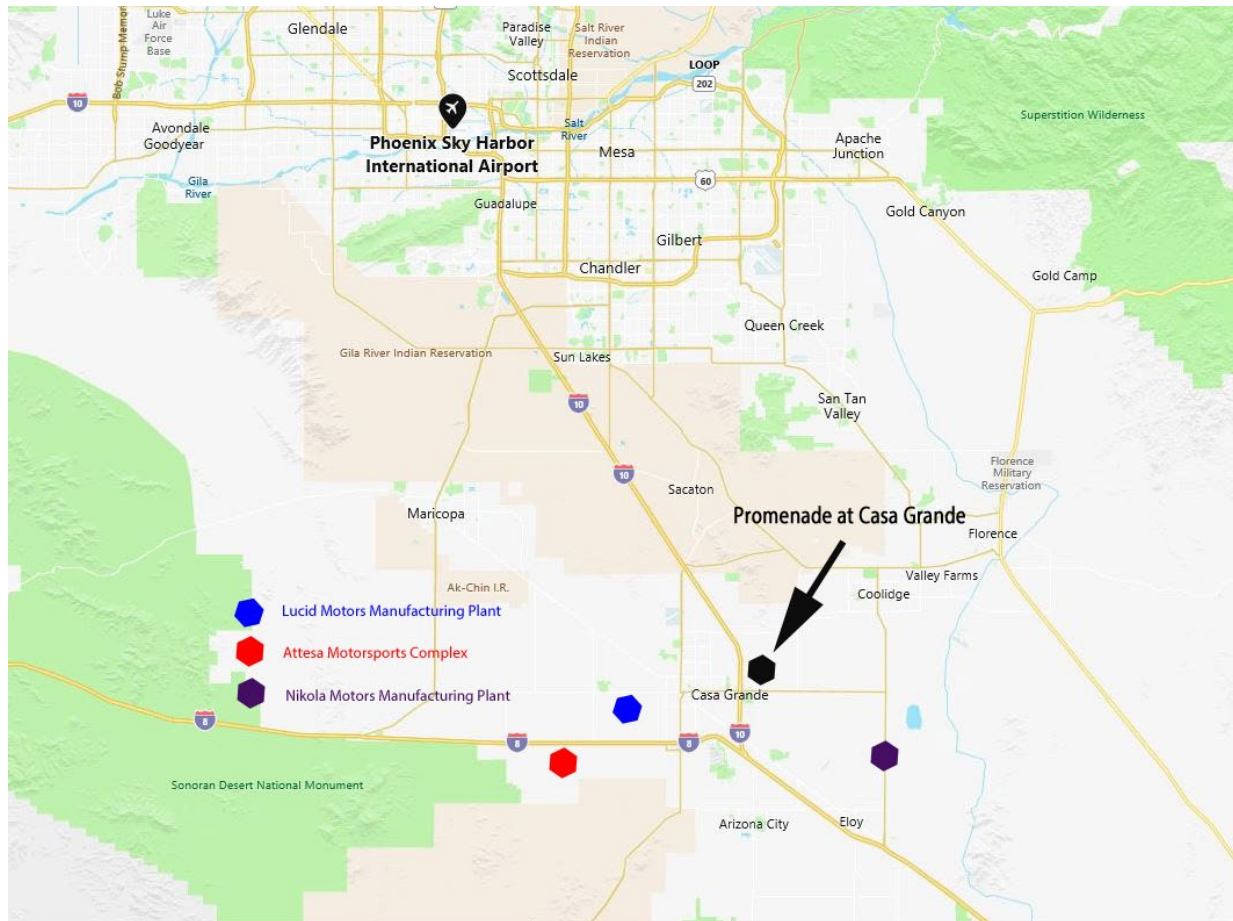 Luke
Air
Force
Base
Bob Stump Memor
Glendale
Paradise
Valley
Salt River
Indian
Reservation
Scottsdale
LOOP
202
10
Avondale
Goodyear
Phoenix Sky Harbor
International Airport
Salt
River
Mesa
Apache
Junction
Superstition Wilderness
Gila
River
60
Guadalupe
Gold Canyon
Gilbert
Chandler
Gold Camp
Queen Creek
Gila River Indian Reservation
Sun Lakes
10
San Tan
Valley
10
Sacaton
Florence
Military
Reservation
Maricopa
Promenade at Casa Grande
Florence
Valley Farms
Ak-Chin I.R.
Coolidge
Lucid Motors Manufacturing Plant
Attesa Motorsports Complex
Nikola Motors Manufacturing Plant
Casa Grande
8
8
8
10
Sonoran Desert National Monument
Arizona City
Eloy